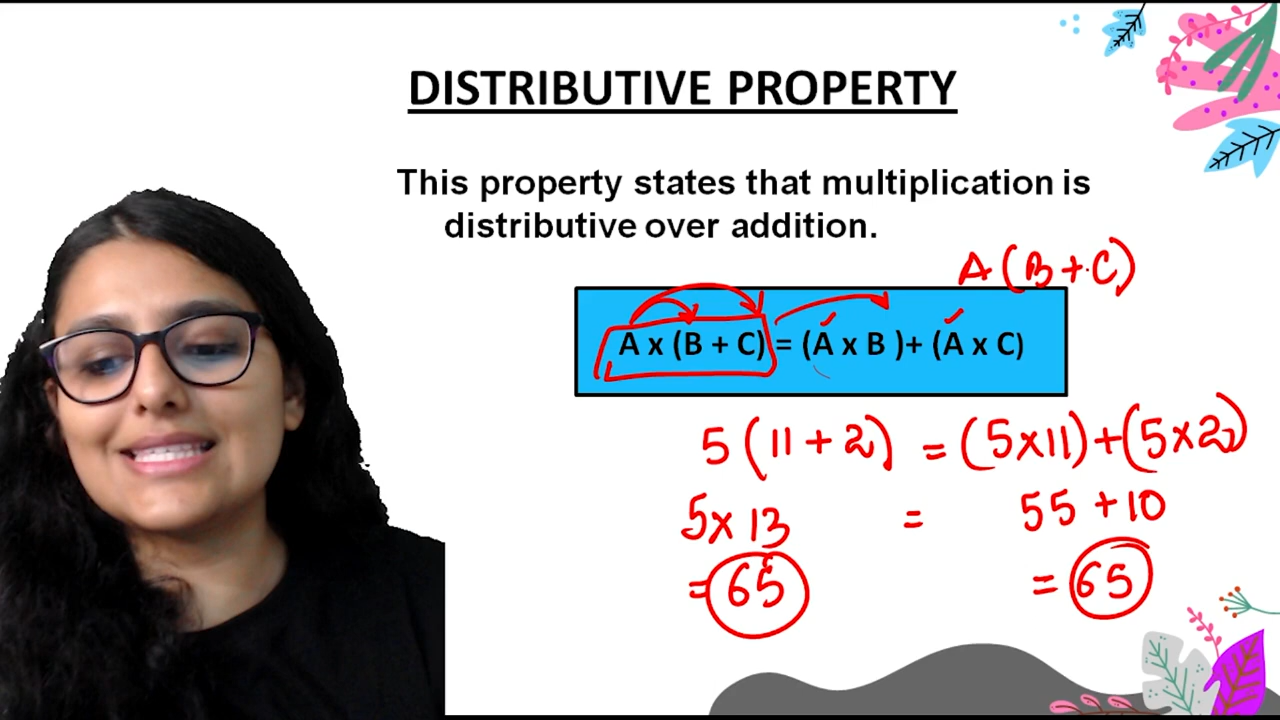 DISTRIBUTIVE PROPERTY
This property states that multiplication is
distributive over addition.
A (B + C)
A x (B + C) = (A x B )+ (A x C)
5 ( 11 + 2 ) = (5x11)+(5x2)
5x 13 = 55 + 10
= 65 = 65